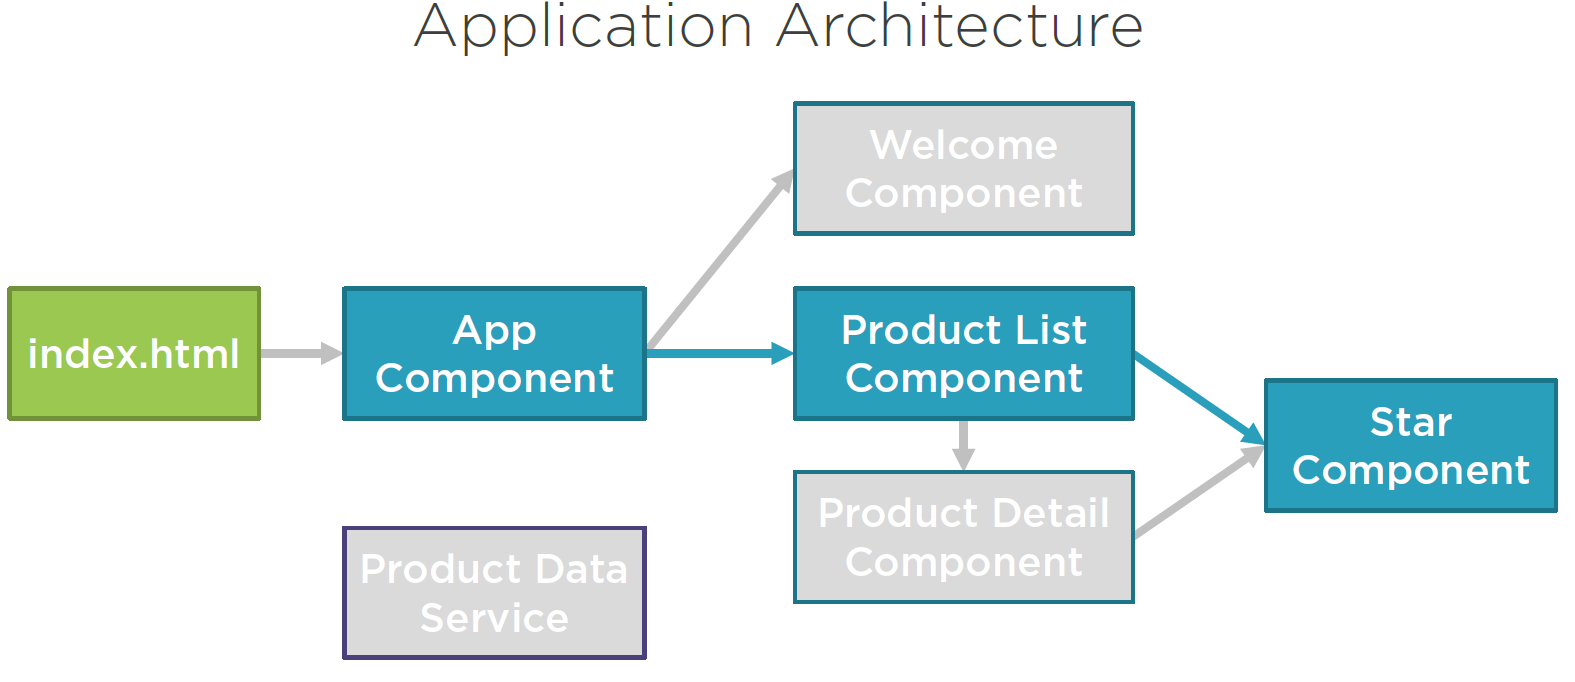 Application Architecture
Welcome
Component
index.html
App
Component
Product List
Component
Star
Component
Product Detail
Component
Product Data
Service